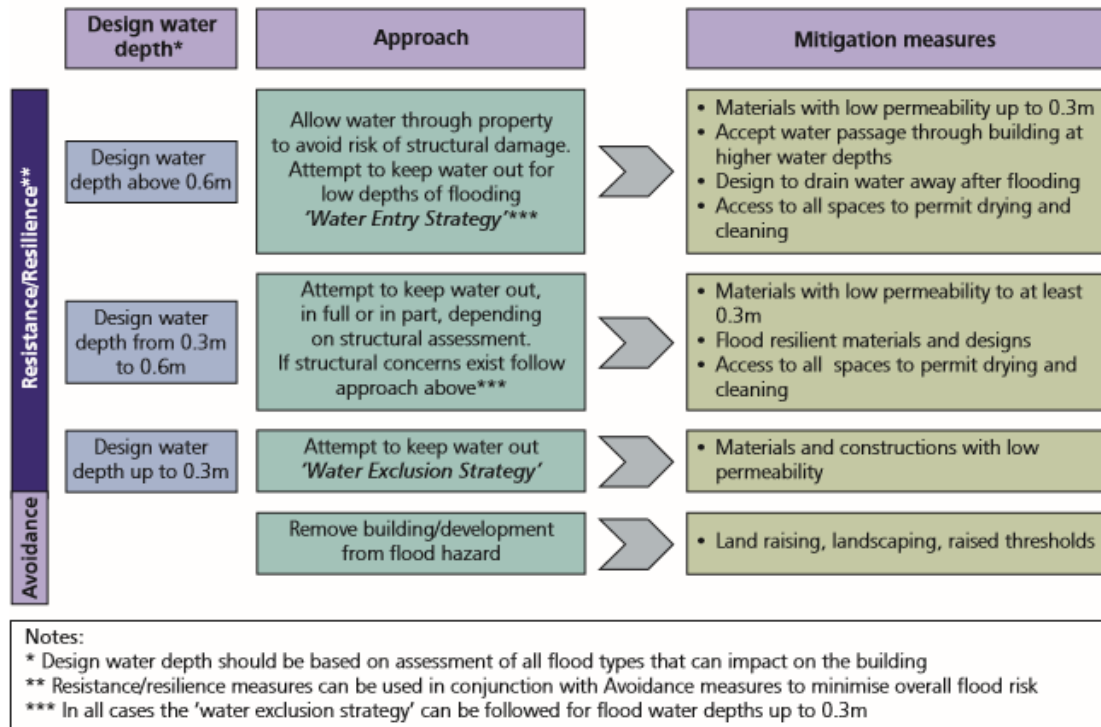 Design water
depth*
Approach
Mitigation measures
Resistance/Resilience**
Design water
depth above 0.6m
Allow water through property
to avoid risk of structural damage.
Attempt to keep water out for
low depths of flooding
'Water Entry Strategy'***
• Materials with low permeability up to 0.3m
• Accept water passage through building at
higher water depths
• Design to drain water away after flooding
• Access to all spaces to permit drying and
cleaning
Design water
depth from 0.3m
to 0.6m
Attempt to keep water out,
in full or in part, depending
on structural assessment.
If structural concerns exist follow
approach above***
• Materials with low permeability to at least
0.3m
• Flood resilient materials and designs
• Access to all spaces to permit drying and
cleaning
Design water
depth up to 0.3m
Attempt to keep water out
'Water Exclusion Strategy'
• Materials and constructions with low
permeability
Avoidance
Remove building/development
from flood hazard
• Land raising, landscaping, raised thresholds
Notes:
* Design water depth should be based on assessment of all flood types that can impact on the building
** Resistance/resilience measures can be used in conjunction with Avoidance measures to minimise overall flood risk
*** In all cases the 'water exclusion strategy' can be followed for flood water depths up to 0.3m